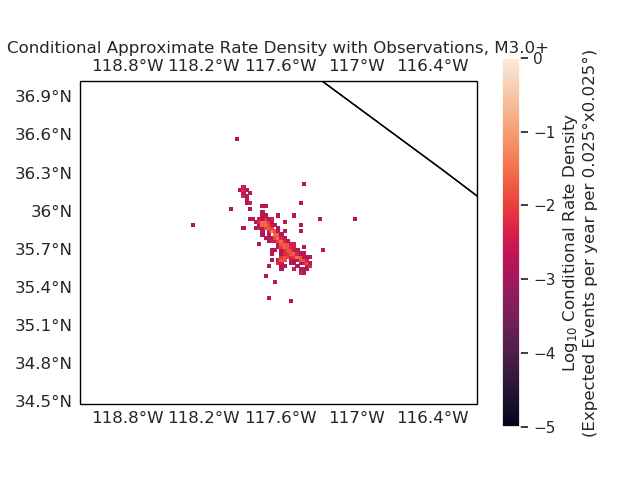 Conditional Approximate Rate Density with Observations, M3.0+
118.8°W 118.2°W 117.6°W 117°W 116.4°W
36.9°N
36.6°N
36.3°N
36°N
35.7°N
35.4°N
35.1°N
34.8°N
34.5°N
118.8°W 118.2°W 117.6°W 117°W 116.4°W
0
−1
−2
−3
−4
−5
Log₁₀ Conditional Rate Density
(Expected Events per year per 0.025°x0.025°)